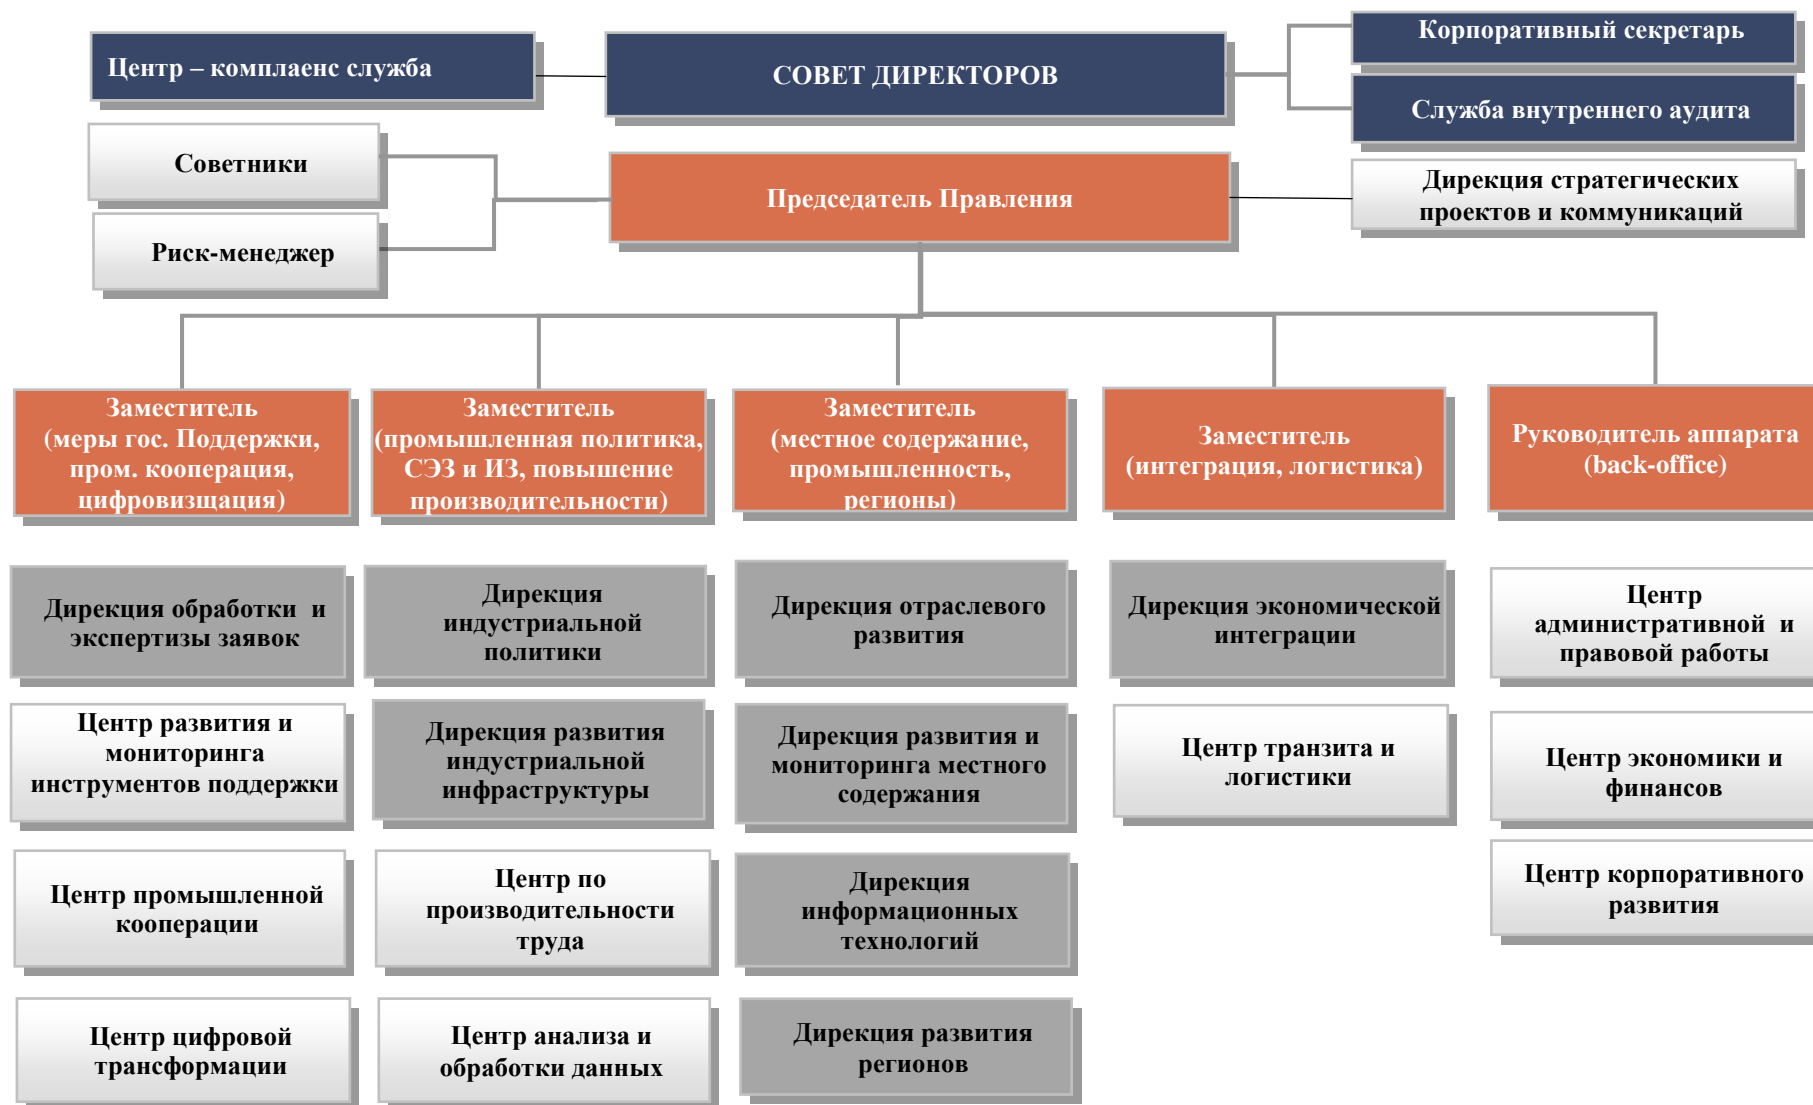 Центр – комплаенс служба
СОВЕТ ДИРЕКТОРОВ
Корпоративный секретарь
Служба внутреннего аудита
Советники
Риск-менеджер
Председатель Правления
Дирекция стратегических
проектов и коммуникаций
Заместитель
(меры гос. Поддержки,
пром. кооперация,
цифровизщация)
Заместитель
(промышленная политика,
СЭЗ и ИЗ, повышение
производительности)
Заместитель
(местное содержание,
промышленность,
регионы)
Заместитель
(интеграция, логистика)
Руководитель аппарата
(back-office)
Дирекция обработки и
экспертизы заявок
Дирекция
индустриальной
политики
Дирекция отраслевого
развития
Дирекция экономической
интеграции
Центр
административной и
правовой работы
Центр развития и
мониторинга
инструментов поддержки
Дирекция развития
индустриальной
инфраструктуры
Дирекция развития и
мониторинга местного
содержания
Центр транзита и
логистики
Центр экономики и
финансов
Центр промышленной
кооперации
Центр по
производительности
труда
Дирекция
информационных
технологий
Центр корпоративного
развития
Центр цифровой
трансформации
Центр анализа и
обработки данных
Дирекция развития
регионов